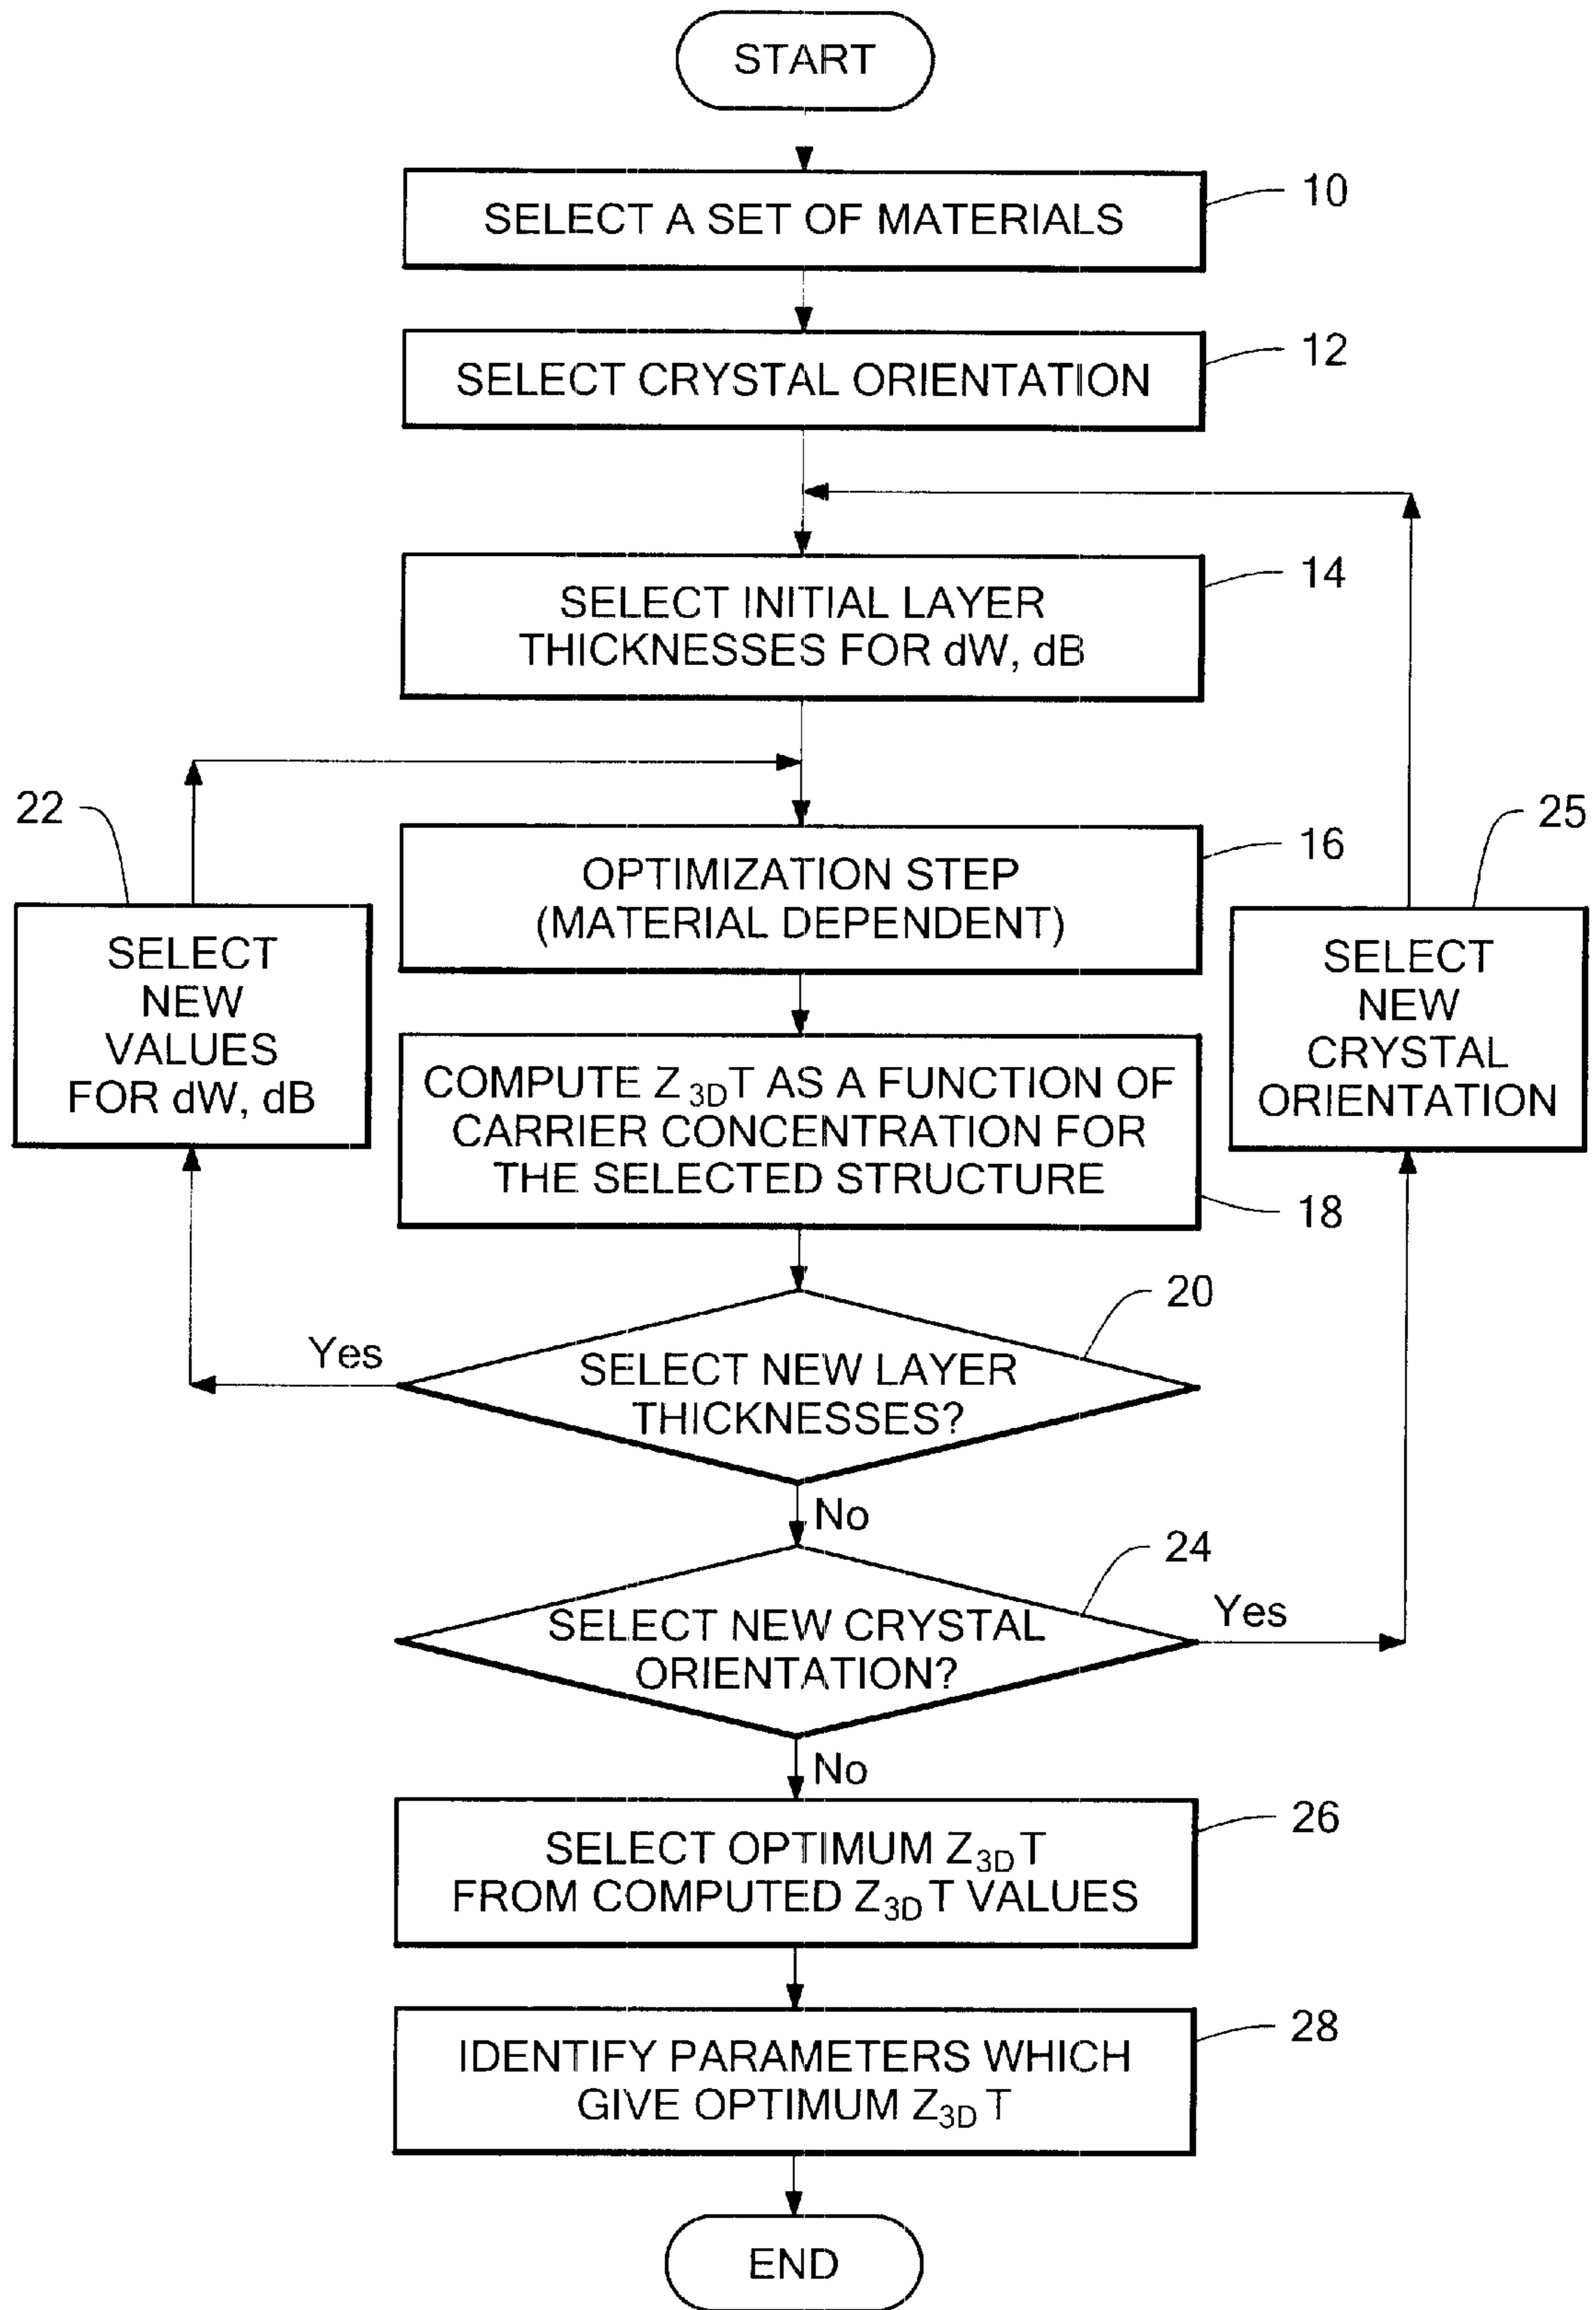 START
SELECT A SET OF MATERIALS
10
SELECT CRYSTAL ORIENTATION
12
SELECT INITIAL LAYER
THICKNESSES FOR dW, dB
14
22
SELECT
NEW
VALUES
FOR dW, dB
OPTIMIZATION STEP
(MATERIAL DEPENDENT)
16
25
SELECT
NEW
CRYSTAL
ORIENTATION
COMPUTE Z3DT AS A FUNCTION OF
CARRIER CONCENTRATION FOR
THE SELECTED STRUCTURE
18
20
Yes
SELECT NEW LAYER
THICKNESSES?
No
24
SELECT NEW CRYSTAL
ORIENTATION?
Yes
No
SELECT OPTIMUM Z3DT
FROM COMPUTED Z3DT VALUES
26
IDENTIFY PARAMETERS WHICH
GIVE OPTIMUM Z3DT
28
END